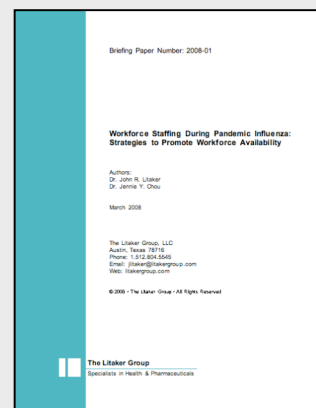 Briefing Paper Number: 2008-01
Workforce Staffing During Pandemic Influenza:
Strategies to Promote Workforce Availability
Authors:
Dr. John R. Litaker
Dr. Jennie Y. Chou
March 2008
The Litaker Group, LLC
Austin, Texas 78716
Phone: 1.512.804.5545
Email: jlitaker@litakergroup.com
Web: litakergroup.com
©2008 - The Litaker Group - All Rights Reserved
The Litaker Group
Specialists in Health & Pharmaceuticals